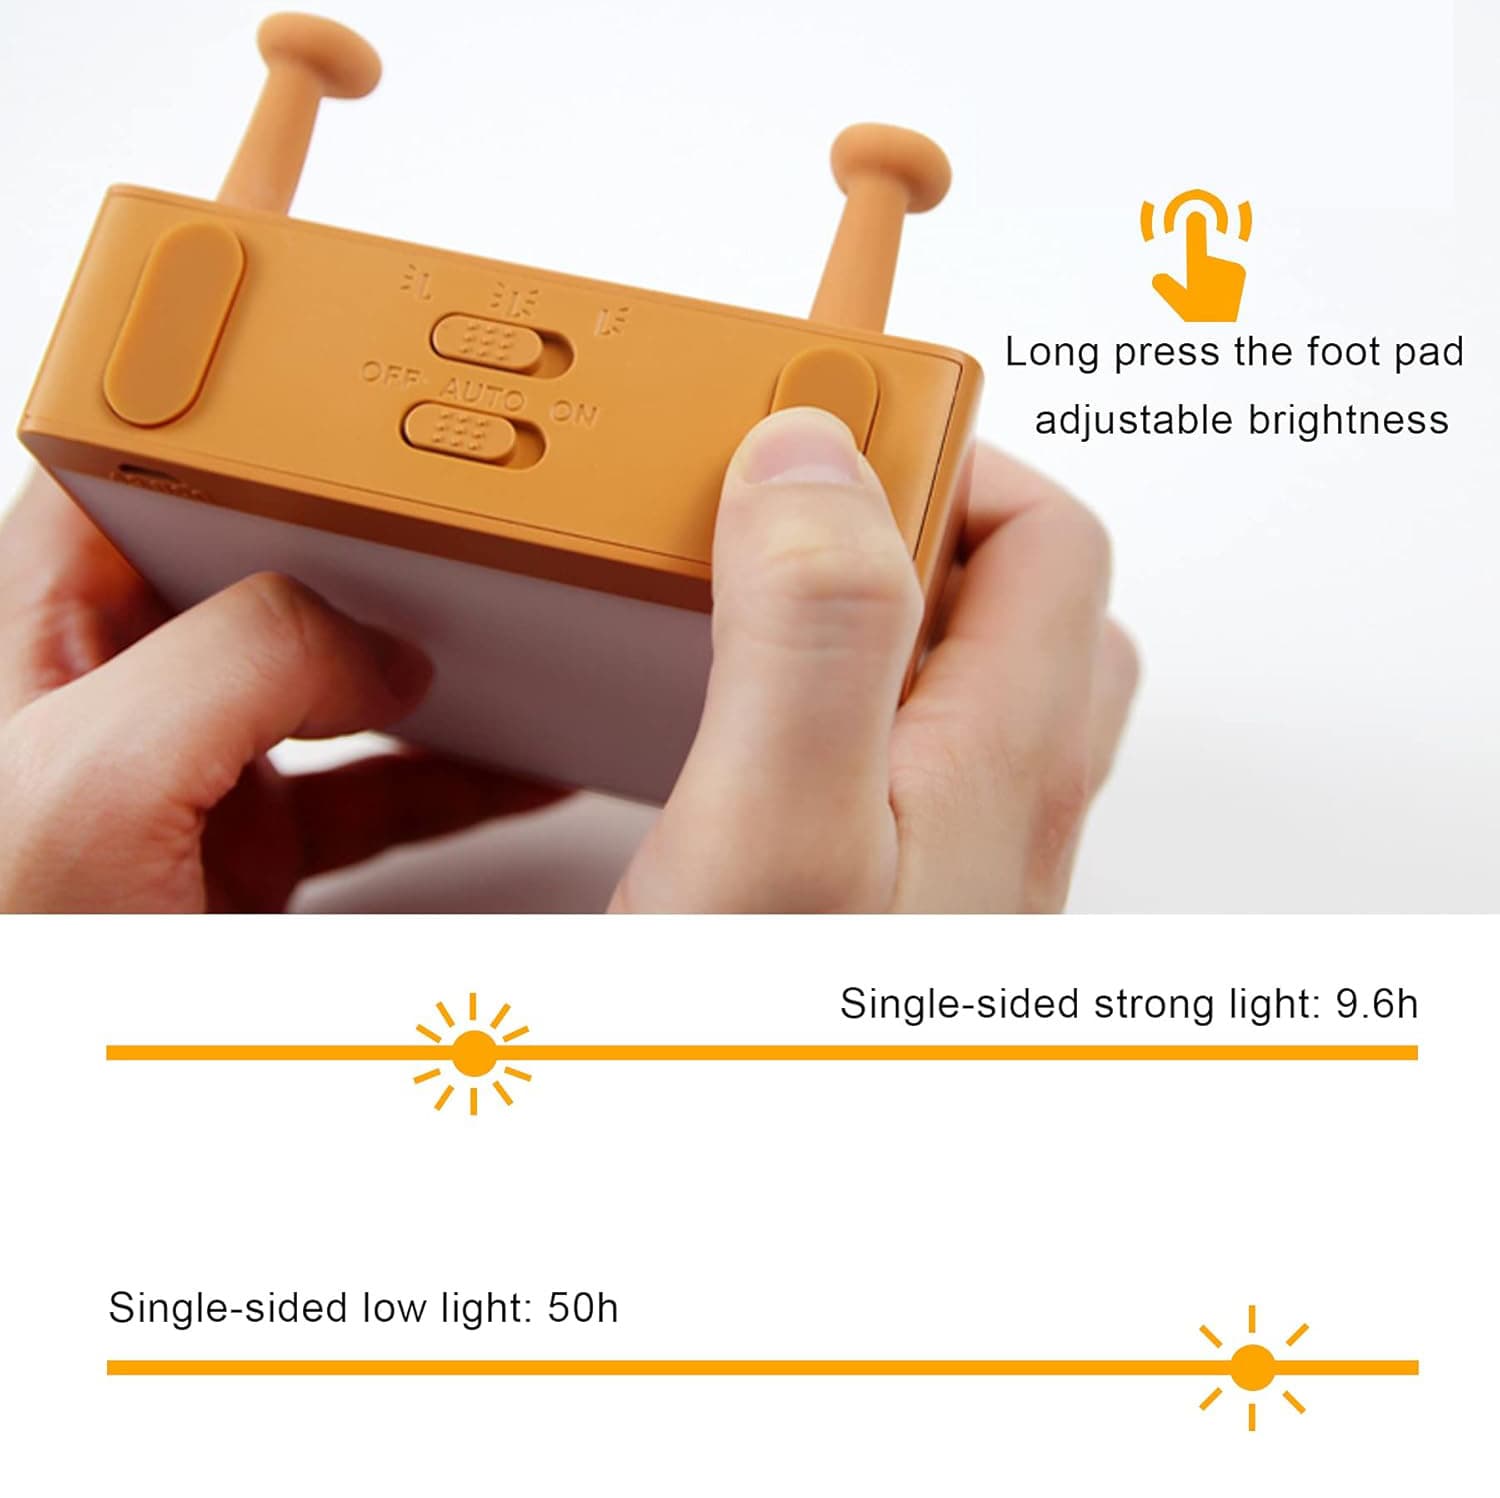 OFF AUTO ON
Long press the foot pad
adjustable brightness
Single-sided strong light: 9.6h
Single-sided low light: 50h